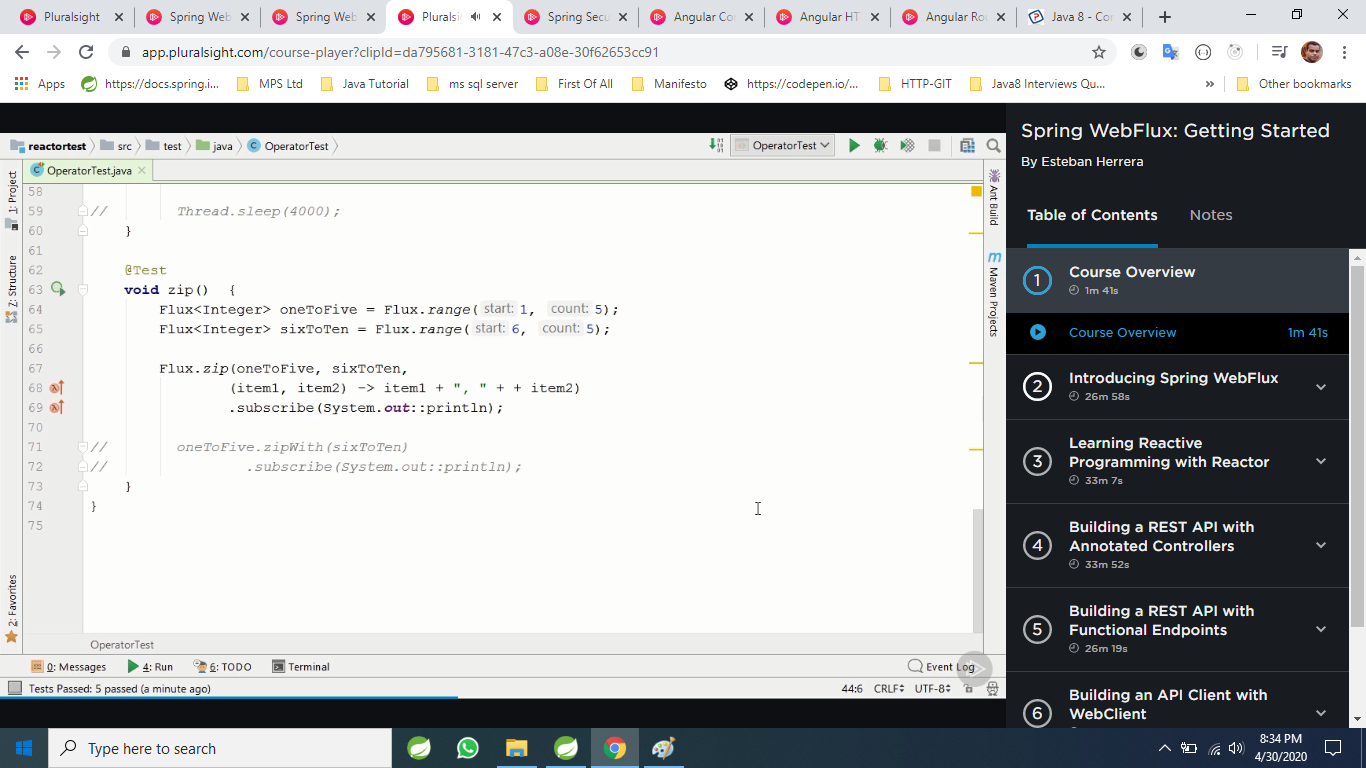 Pluralsight
Spring Web
Spring Web
Pluralsi
Spring Secu
Angular Co
Angular HT
Angular Ro
Java 8 - Cor
app.pluralsight.com/course-player?clipId=da795681-3181-47c3-a08e-30f62653cc91
Apps
https://docs.spring.i...
MPS Ltd
Java Tutorial
ms sql server
First Of All
Manifesto
https://codepen.io/...
HTTP-GIT
Java8 Interviews Qu...
»
Other bookmarks
reactortest
src
test
java
OperatorTest
OperatorTest
OperatorTest.java
1: Project
Z: Structure
2: Favorites
Ant Build
Maven Projects
58
59 // Thread.sleep(4000);
60 }
61
62 @Test
63 void zip() {
64 Flux<Integer> oneToFive = Flux.range( start: 1, count: 5);
65 Flux<Integer> sixToTen = Flux.range( start: 6, count: 5);
66
67 Flux.zip(oneToFive, sixToTen,
68 (item1, item2) -> item1 + ", " + + item2)
69 .subscribe(System.out::println);
70
71 // oneToFive.zipWith(sixToTen)
72 // .subscribe(System.out::println);
73 }
74 }
75
OperatorTest
0: Messages
4: Run
6: TODO
Terminal
Event Log
Tests Passed: 5 passed (a minute ago)
44:6
CRLF
UTF-8
Spring WebFlux: Getting Started
By Esteban Herrera
Table of Contents
Notes
1
Course Overview
1m 41s
Course Overview
1m 41s
2
Introducing Spring WebFlux
26m 58s
3
Learning Reactive
Programming with Reactor
33m 7s
4
Building a REST API with
Annotated Controllers
33m 52s
5
Building a REST API with
Functional Endpoints
26m 19s
6
Building an API Client with
WebClient
Type here to search
8:34 PM
4/30/2020